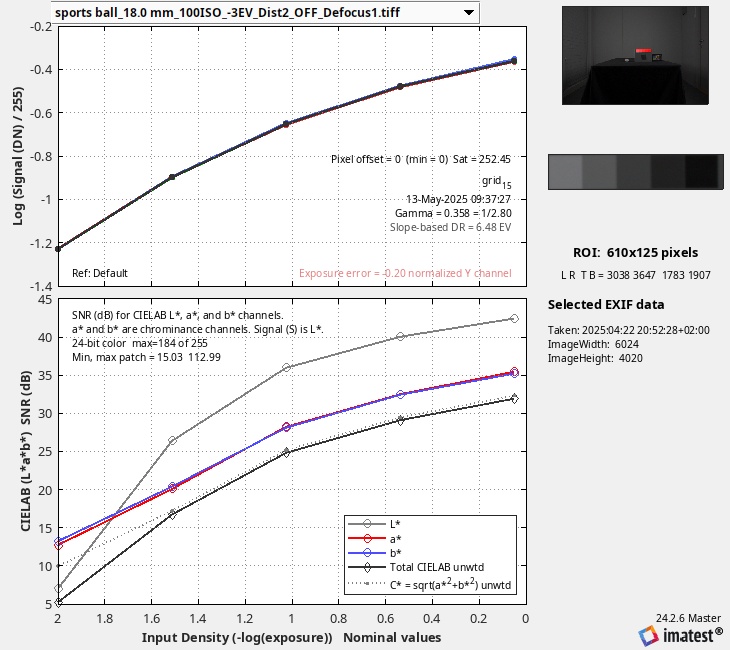 sports ball_18.0 mm_100ISO_-3EV_Dist2_OFF_Defocus1.tiff
-0.2
-0.4
-0.6
-0.8
-1
-1.2
-1.4
Log (Signal (DN) / 255)
Pixel offset = 0 (min = 0) Sat = 252.45
grid15
13-May-2025 09:37:27
Gamma = 0.358 = 1/2.80
Slope-based DR = 6.48 EV
Ref: Default
Exposure error = -0.20 normalized Y channel
ROI: 610x125 pixels
L R T B = 3038 3647 1783 1907
Selected EXIF data
Taken: 2025:04:22 20:52:28+02:00
ImageWidth: 6024
ImageHeight: 4020
45
40
35
30
25
20
15
10
5
CIELAB (L*a*b*) SNR (dB)
SNR (dB) for CIELAB L*, a*, and b* channels.
a* and b* are chrominance channels. Signal (S) is L*.
24-bit color max=184 of 255
Min, max patch = 15.03 112.99
L*
a*
b*
Total CIELAB unwtd
C* = sqrt(a*2+b*2) unwtd
2
1.8
1.6
1.4
1.2
1
0.8
0.6
0.4
0.2
0
Input Density (-log(exposure)) Nominal values
24.2.6 Master
imatest®